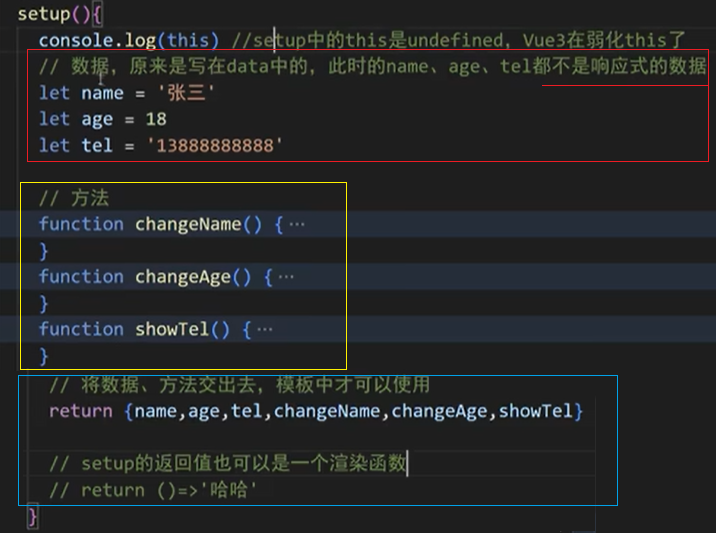 setup(){
console.log(this) //setup中的this是undefined，Vue3在弱化this了
// 数据，原来是写在data中的，此时的name、age、tel都不是响应式的数据
let name = '张三'
let age = 18
let tel = '13888888888'
// 方法
function changeName() {…
}
function changeAge() {…
}
function showTel() {…
}
// 将数据、方法交出去，模板中才可以使用
return {name,age,tel,changeName,changeAge,showTel}
// setup的返回值也可以是一个渲染函数
// return ()=>'哈哈'
}